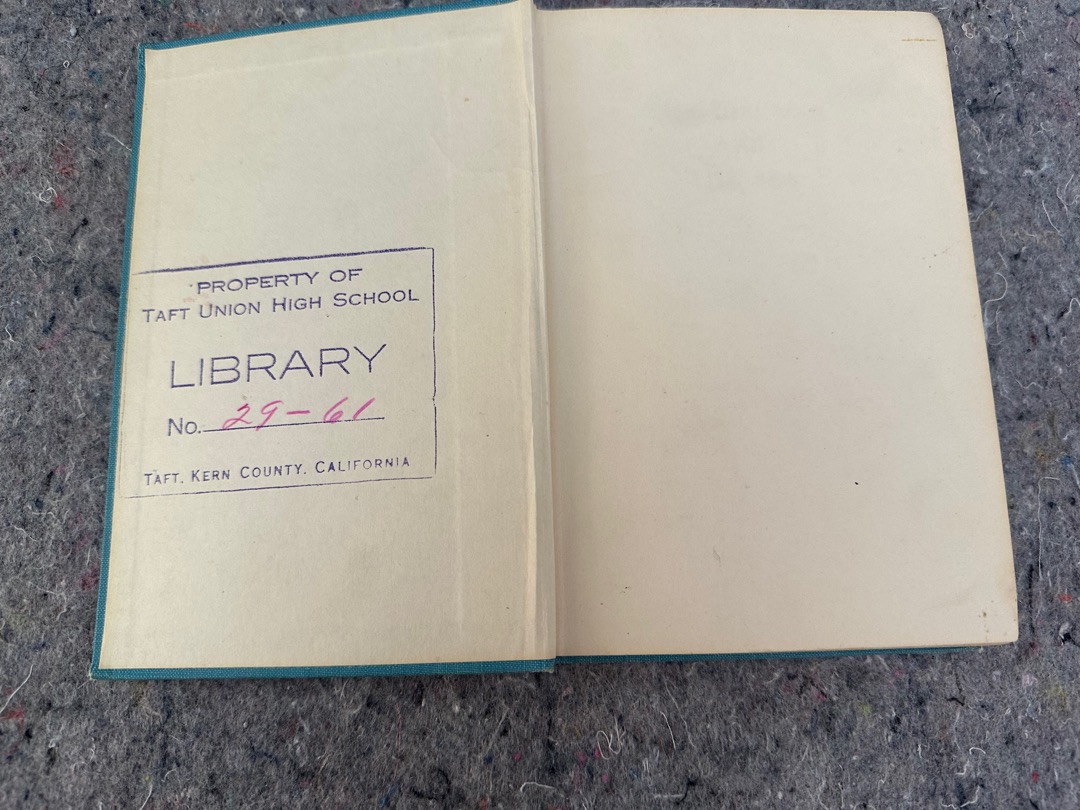 PROPERTY OF
TAFT UNION HIGH SCHOOL
LIBRARY
No. 29-61
TAFT, KERN COUNTY, CALIFORNIA